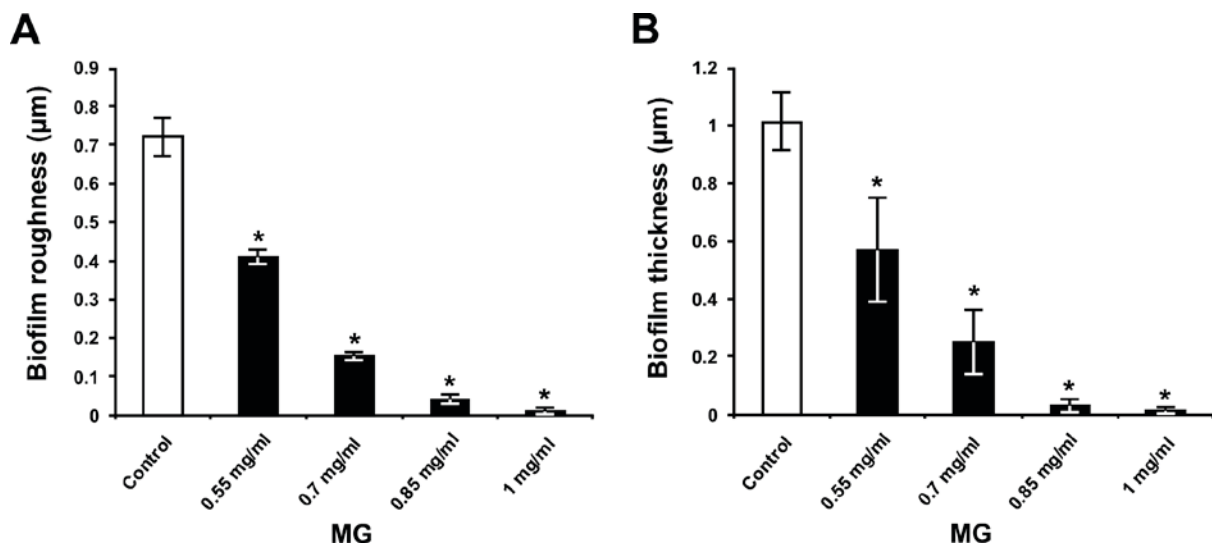 A
Biofilm roughness (µm)
0.9
0.8
0.7
0.6
0.5
0.4
0.3
0.2
0.1
0
*
*
*
*
Control
0.55 mg/ml
0.7 mg/ml
0.85 mg/ml
1 mg/ml
MG
B
Biofilm thickness (µm)
1.2
1
0.8
0.6
0.4
0.2
0
*
*
*
*
Control
0.55 mg/ml
0.7 mg/ml
0.85 mg/ml
1 mg/ml
MG